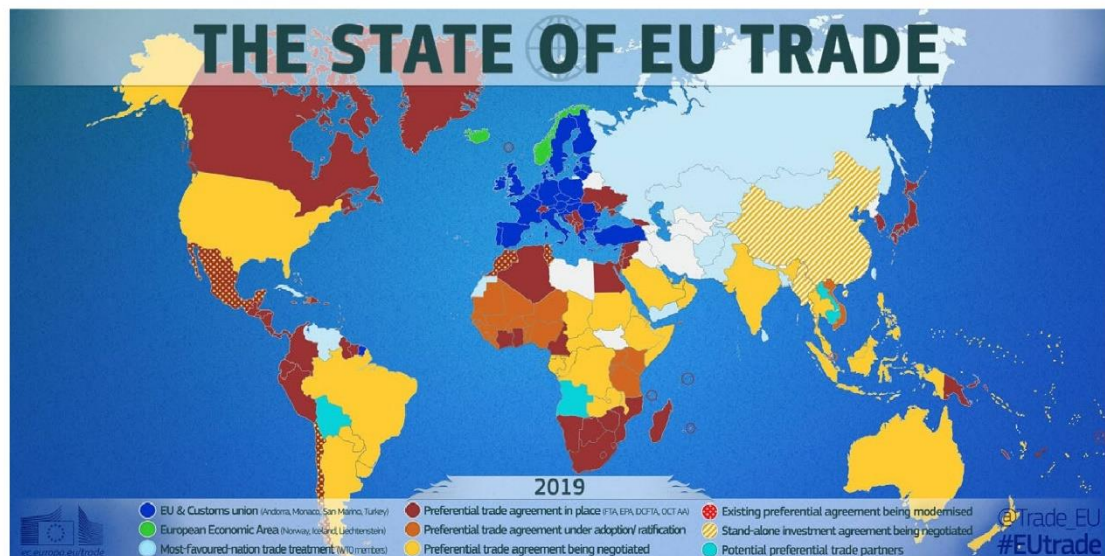 THE STATE OF EU TRADE
2019
EU & Customs union (Andorra, Monaco, San Marino, Turkey)
European Economic Area (Norway, Iceland, Liechtenstein)
Most-favoured-nation trade treatment (WTO members)
Preferential trade agreement in place (FTA, EPA, DCFTA, OCT AA)
Preferential trade agreement under adoption/ ratification
Preferential trade agreement being negotiated
Existing preferential agreement being modernised
Stand-alone investment agreement being negotiated
Potential preferential trade partners
ec.europa.eu/trade
@Trade_EU
#EUtrade